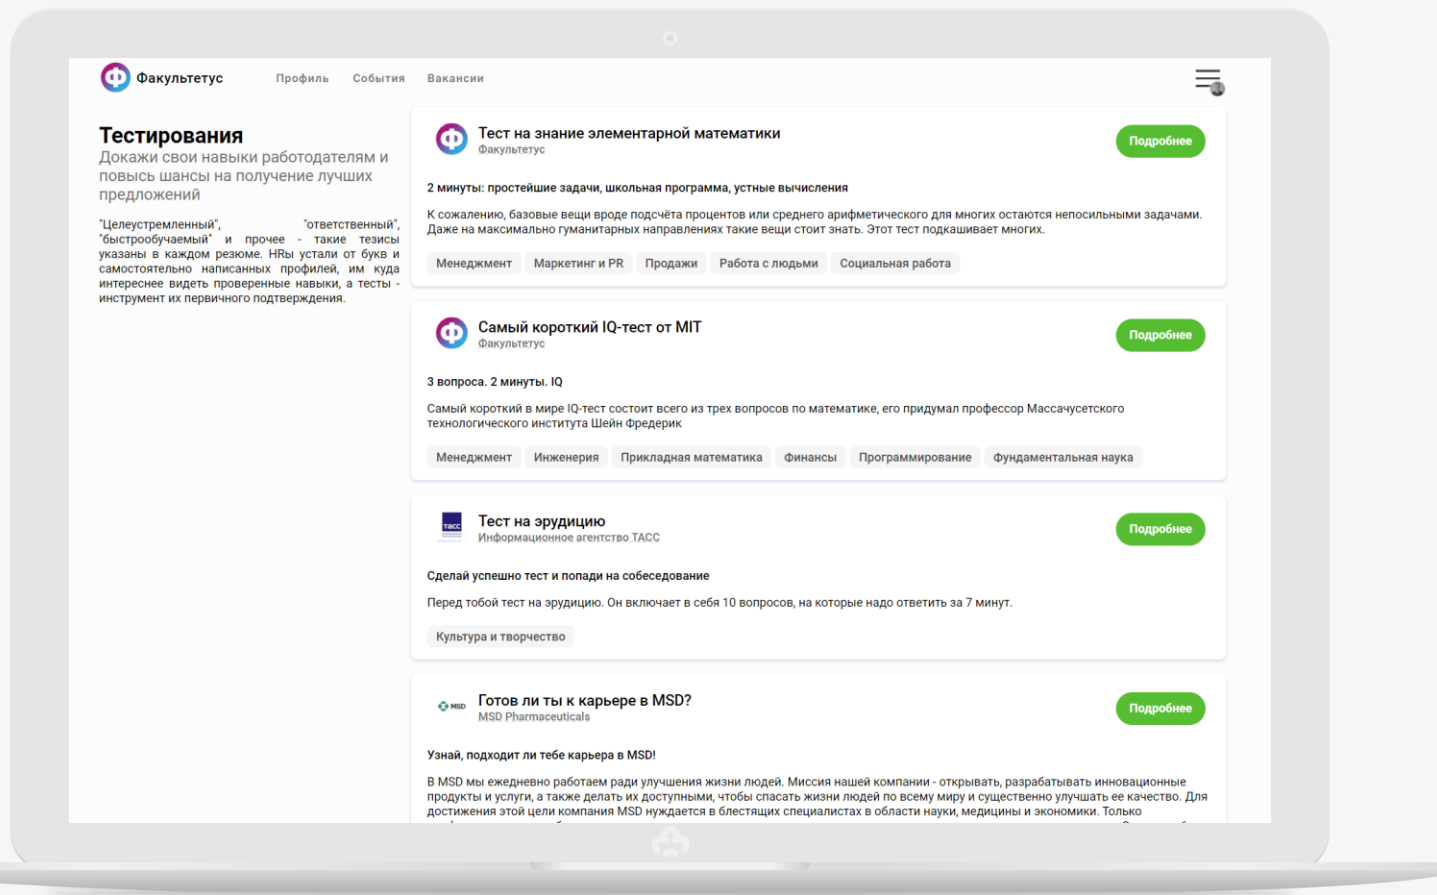 Факультетус
Профиль События Вакансии
Тестирования
Докажи свои навыки работодателям и
повысь шансы на получение лучших
предложений
"Целеустремленный", "ответственный",
"быстрообучаемый" и прочее - такие тезисы
указаны в каждом резюме. HRы устали от букв и
самостоятельно написанных профилей, им куда
интереснее видеть проверенные навыки, а тесты -
инструмент их первичного подтверждения.
Ф Тест на знание элементарной математики
Факультетус
Подробнее
2 минуты: простейшие задачи, школьная программа, устные вычисления
К сожалению, базовые вещи вроде подсчёта процентов или среднего арифметического для многих остаются непосильными задачами.
Даже на максимально гуманитарных направлениях такие вещи стоит знать. Этот тест подкашивает многих.
Менеджмент Маркетинг и PR Продажи Работа с людьми Социальная работа
Ф Самый короткий IQ-тест от MIT
Факультетус
Подробнее
3 вопроса. 2 минуты. IQ
Самый короткий в мире IQ-тест состоит всего из трех вопросов по математике, его придумал профессор Массачусетского
технологического института Шейн Фредерик
Менеджмент Инженерия Прикладная математика Финансы Программирование Фундаментальная наука
ТАСС Тест на эрудицию
Информационное агентство ТАСС
Подробнее
Сделай успешно тест и попади на собеседование
Перед тобой тест на эрудицию. Он включает в себя 10 вопросов, на которые надо ответить за 7 минут.
Культура и творчество
MSD Готов ли ты к карьере в MSD?
MSD Pharmaceuticals
Подробнее
Узнай, подходит ли тебе карьера в MSD!
В MSD мы ежедневно работаем ради улучшения жизни людей. Миссия нашей компании - открывать, разрабатывать инновационные
продукты и услуги, а также делать их доступными, чтобы спасать жизни людей по всему миру и существенно улучшать ее качество. Для
достижения этой цели компания MSD нуждается в блестящих специалистах в области науки, медицины и экономики. Только